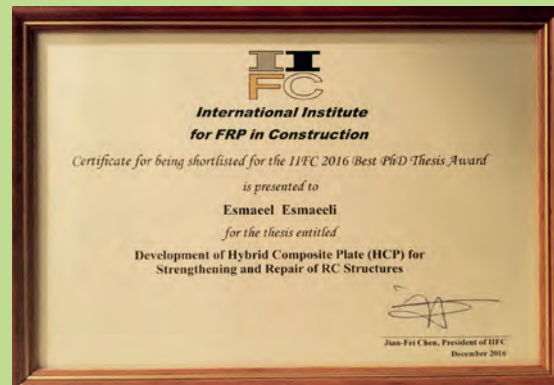 II
FC
International Institute
for FRP in Construction
Certificate for being shortlisted for the IIFC 2016 Best PhD Thesis Award
is presented to
Esmaeel Esmaeeli
for the thesis entitled
Development of Hybrid Composite Plate (HCP) for
Strengthening and Repair of RC Structures
Jian-Fei Chen, President of IIFC
December 2016